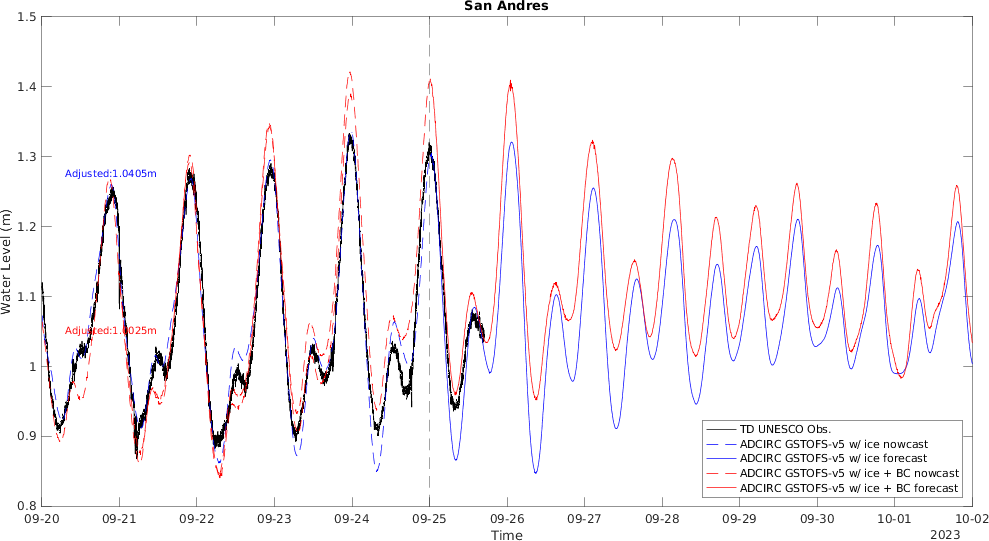 San Andres
1.5
1.4
1.3
1.2
1.1
1
0.9
0.8
Water Level (m)
Adjusted:1.0405m
Adjusted:1.0025m
TD UNESCO Obs.
ADCIRC GSTOFS-v5 w/ ice nowcast
ADCIRC GSTOFS-v5 w/ ice forecast
ADCIRC GSTOFS-v5 w/ ice + BC nowcast
ADCIRC GSTOFS-v5 w/ ice + BC forecast
09-20 09-21 09-22 09-23 09-24 09-25 09-26 09-27 09-28 09-29 09-30 10-01 10-02
Time
2023